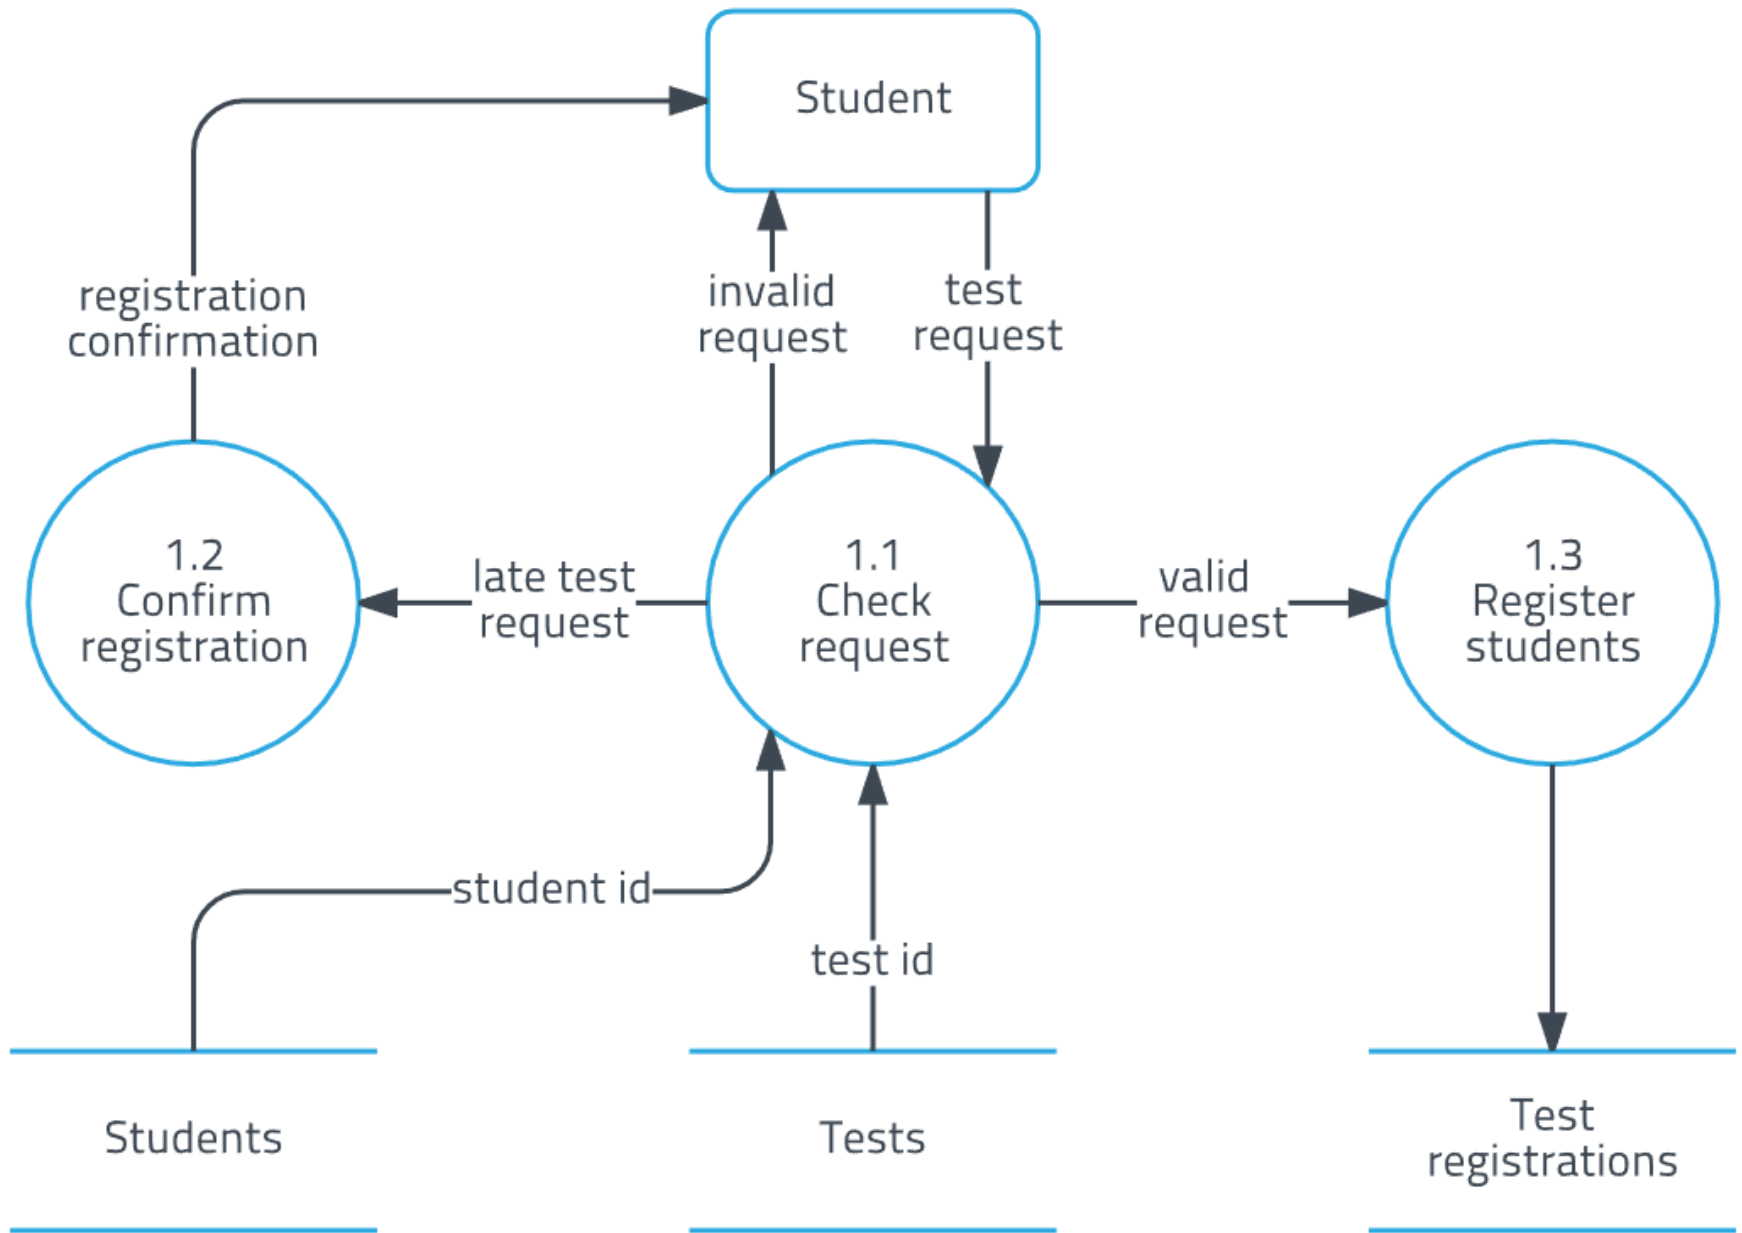 Student
registration
confirmation
invalid
request
test
request
1.2
Confirm
registration
late test
request
1.1
Check
request
valid
request
1.3
Register
students
student id
test id
Students
Tests
Test
registrations